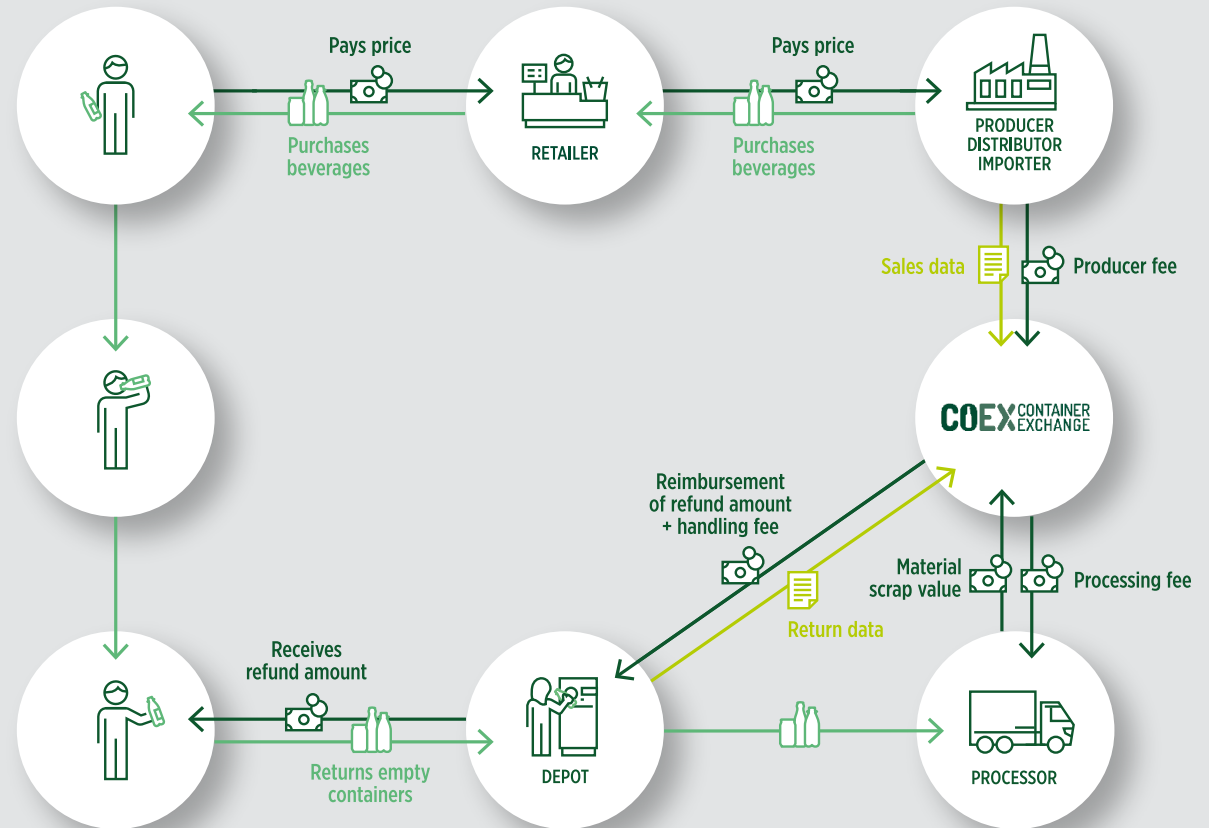 Pays price
Purchases
beverages
RETAILER
Pays price
Purchases
beverages
PRODUCER
DISTRIBUTOR
IMPORTER
Sales data
Producer fee
COEX CONTAINER
EXCHANGE
Reimbursement
of refund amount
+ handling fee
Return data
Material
scrap value
Processing fee
Receives
refund amount
Returns empty
containers
DEPOT
PROCESSOR